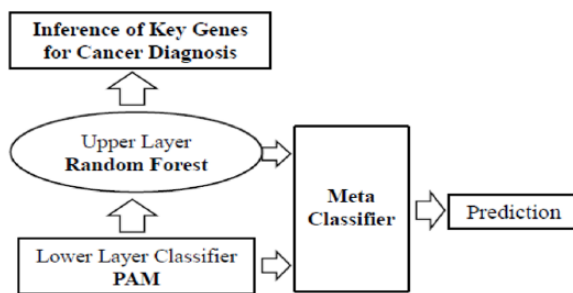 Inference of Key Genes
for Cancer Diagnosis
Upper Layer
Random Forest
Meta
Classifier
Prediction
Lower Layer Classifier
PAM